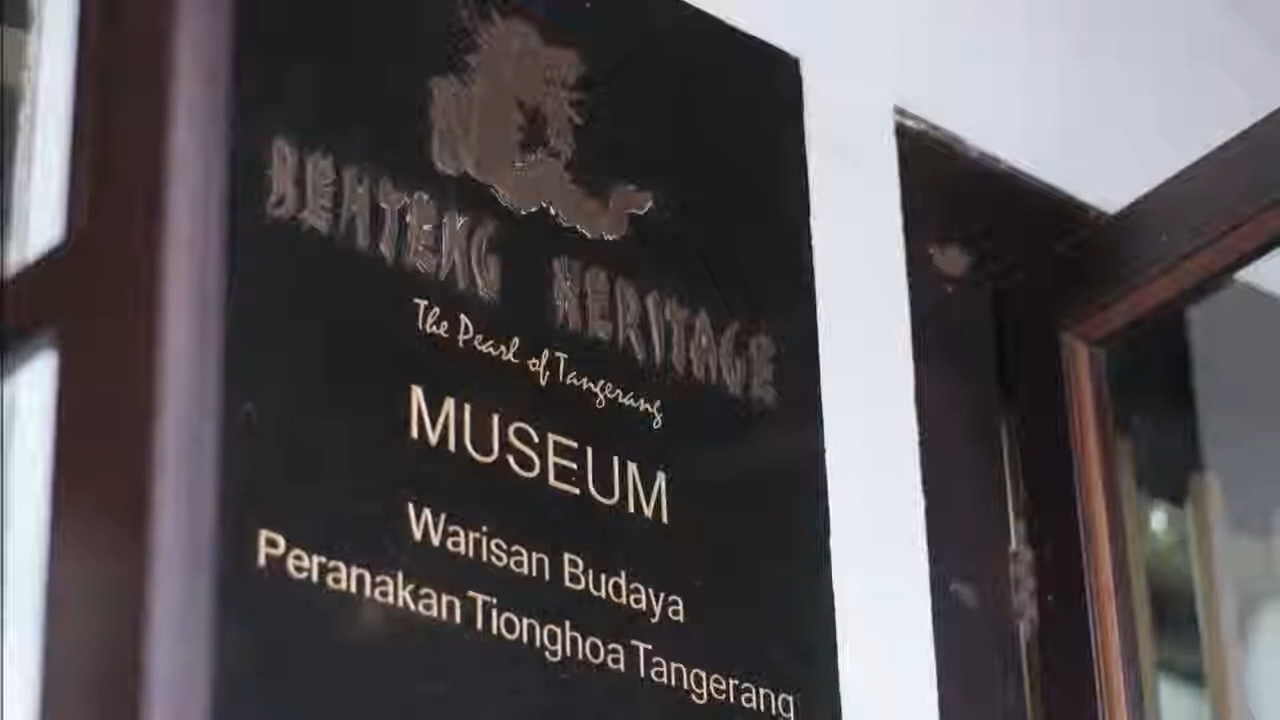 BENTENG HERITAGE
The Pearl of Tangerang
MUSEUM
Warisan Budaya
Peranakan Tionghoa Tangerang